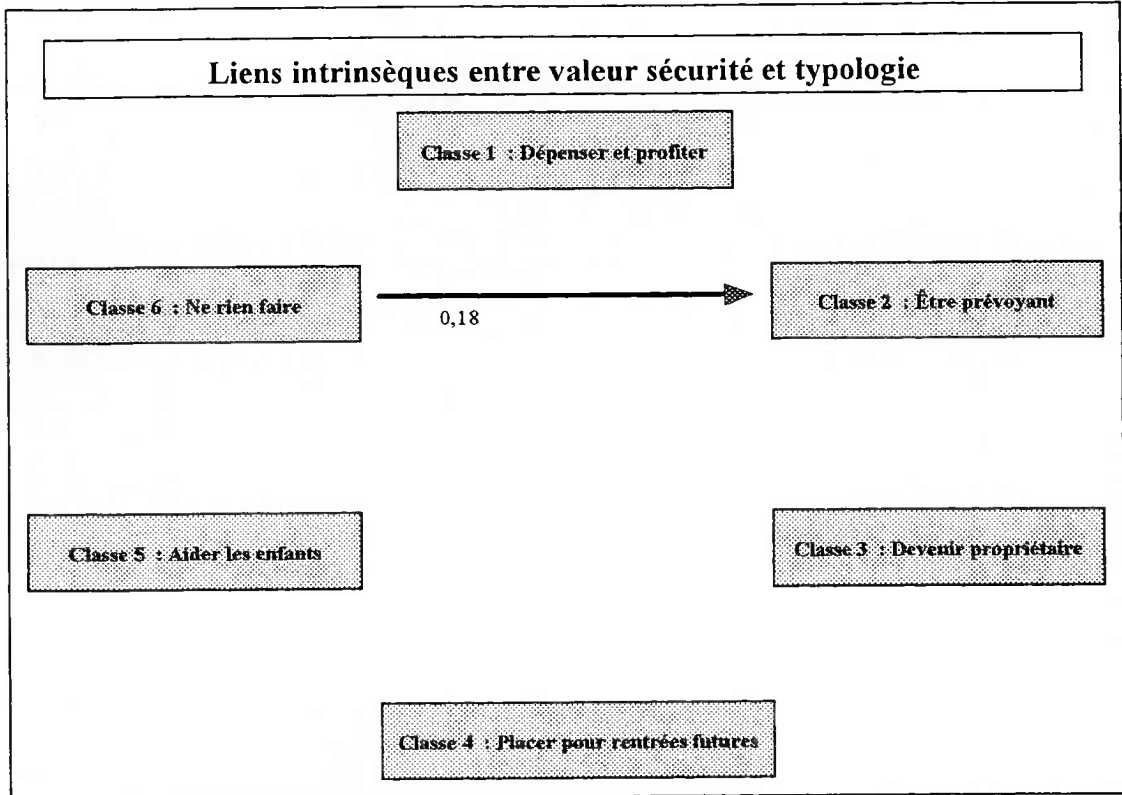 Liens intrinsèques entre valeur sécurité et typologie
Classe 1 : Dépenser et profiter
Classe 6 : Ne rien faire
0,18
Classe 2 : Être prévoyant
Classe 5 : Aider les enfants
Classe 3 : Devenir propriétaire
Classe 4 : Placer pour rentrées futures